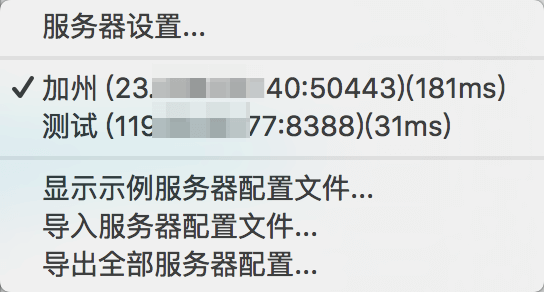 服务器设置...
✓ 加州 (23. 40:50443)(181ms)
测试 (119 77:8388)(31ms)
显示示例服务器配置文件...
导入服务器配置文件...
导出全部服务器配置...